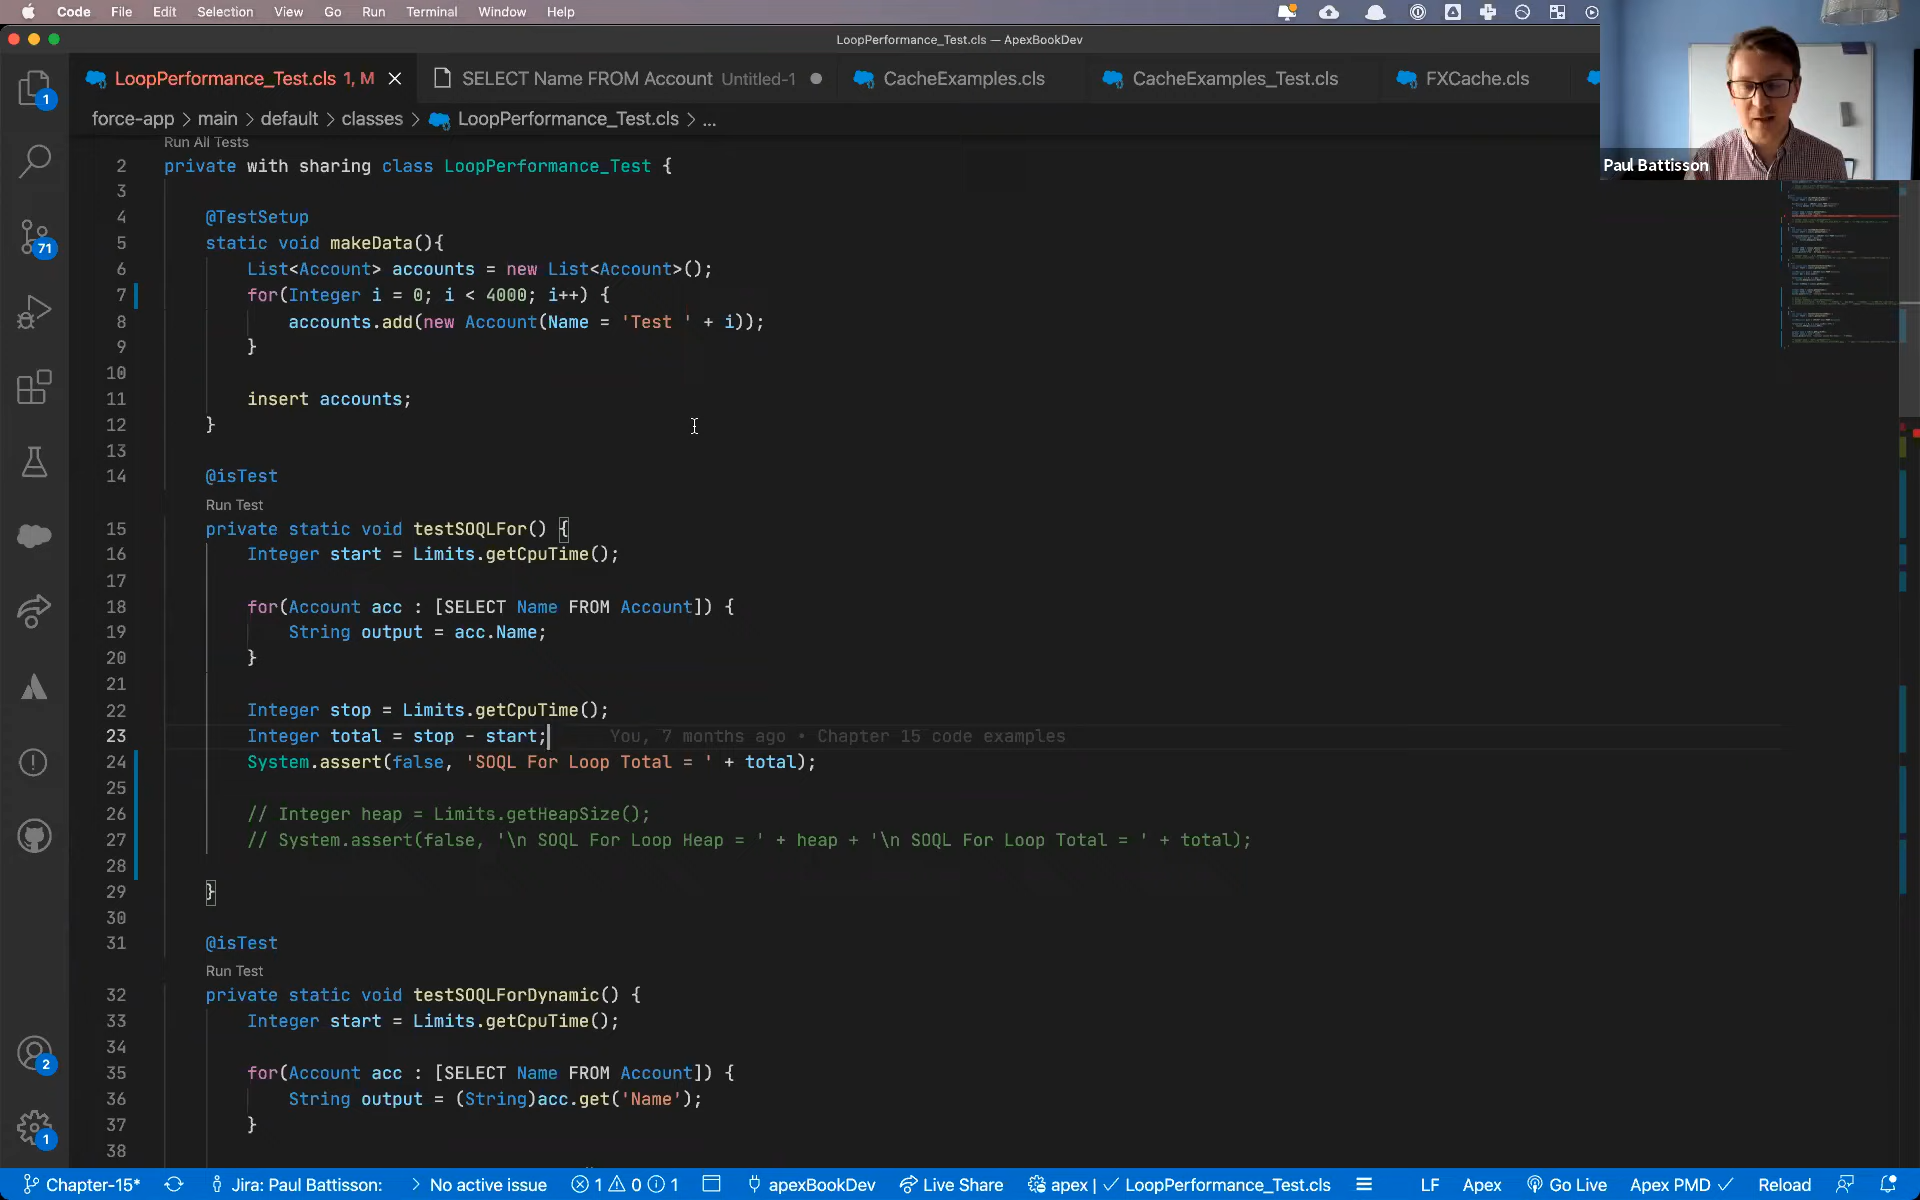 Code File Edit Selection View Go Run Terminal Window Help
LoopPerformance_Test.cls — ApexBookDev
LoopPerformance_Test.cls 1, M
SELECT Name FROM Account Untitled-1
CacheExamples.cls
CacheExamples_Test.cls
FXCache.cls
force-app > main > default > classes > LoopPerformance_Test.cls > ...
Paul Battisson
1
71
2
1
Run All Tests
2 private with sharing class LoopPerformance_Test {
3
4 @TestSetup
5 static void makeData(){
6 List<Account> accounts = new List<Account>();
7 for(Integer i = 0; i < 4000; i++) {
8 accounts.add(new Account(Name = 'Test ' + i));
9 }
10
11 insert accounts;
12 }
13
14 @isTest
Run Test
15 private static void testSOQLFor() {
16 Integer start = Limits.getCpuTime();
17
18 for(Account acc : [SELECT Name FROM Account]) {
19 String output = acc.Name;
20 }
21
22 Integer stop = Limits.getCpuTime();
23 Integer total = stop - start; You, 7 months ago • Chapter 15 code examples
24 System.assert(false, 'SOQL For Loop Total = ' + total);
25
26 // Integer heap = Limits.getHeapSize();
27 // System.assert(false, '\n SOQL For Loop Heap = ' + heap + '\n SOQL For Loop Total = ' + total);
28
29 }
30
31 @isTest
Run Test
32 private static void testSOQLForDynamic() {
33 Integer start = Limits.getCpuTime();
34
35 for(Account acc : [SELECT Name FROM Account]) {
36 String output = (String)acc.get('Name');
37 }
38
Chapter-15* Jira: Paul Battisson: > No active issue 1 0 1 apexBookDev Live Share apex | ✓ LoopPerformance_Test.cls LF Apex Go Live Apex PMD ✓ Reload